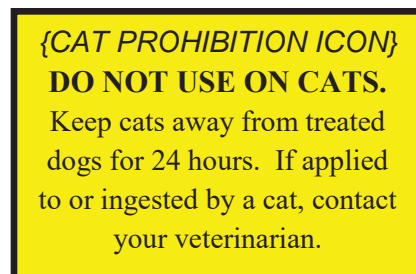 {CAT PROHIBITION ICON}
DO NOT USE ON CATS.
Keep cats away from treated
dogs for 24 hours.  If applied
to or ingested by a cat, contact
your veterinarian.